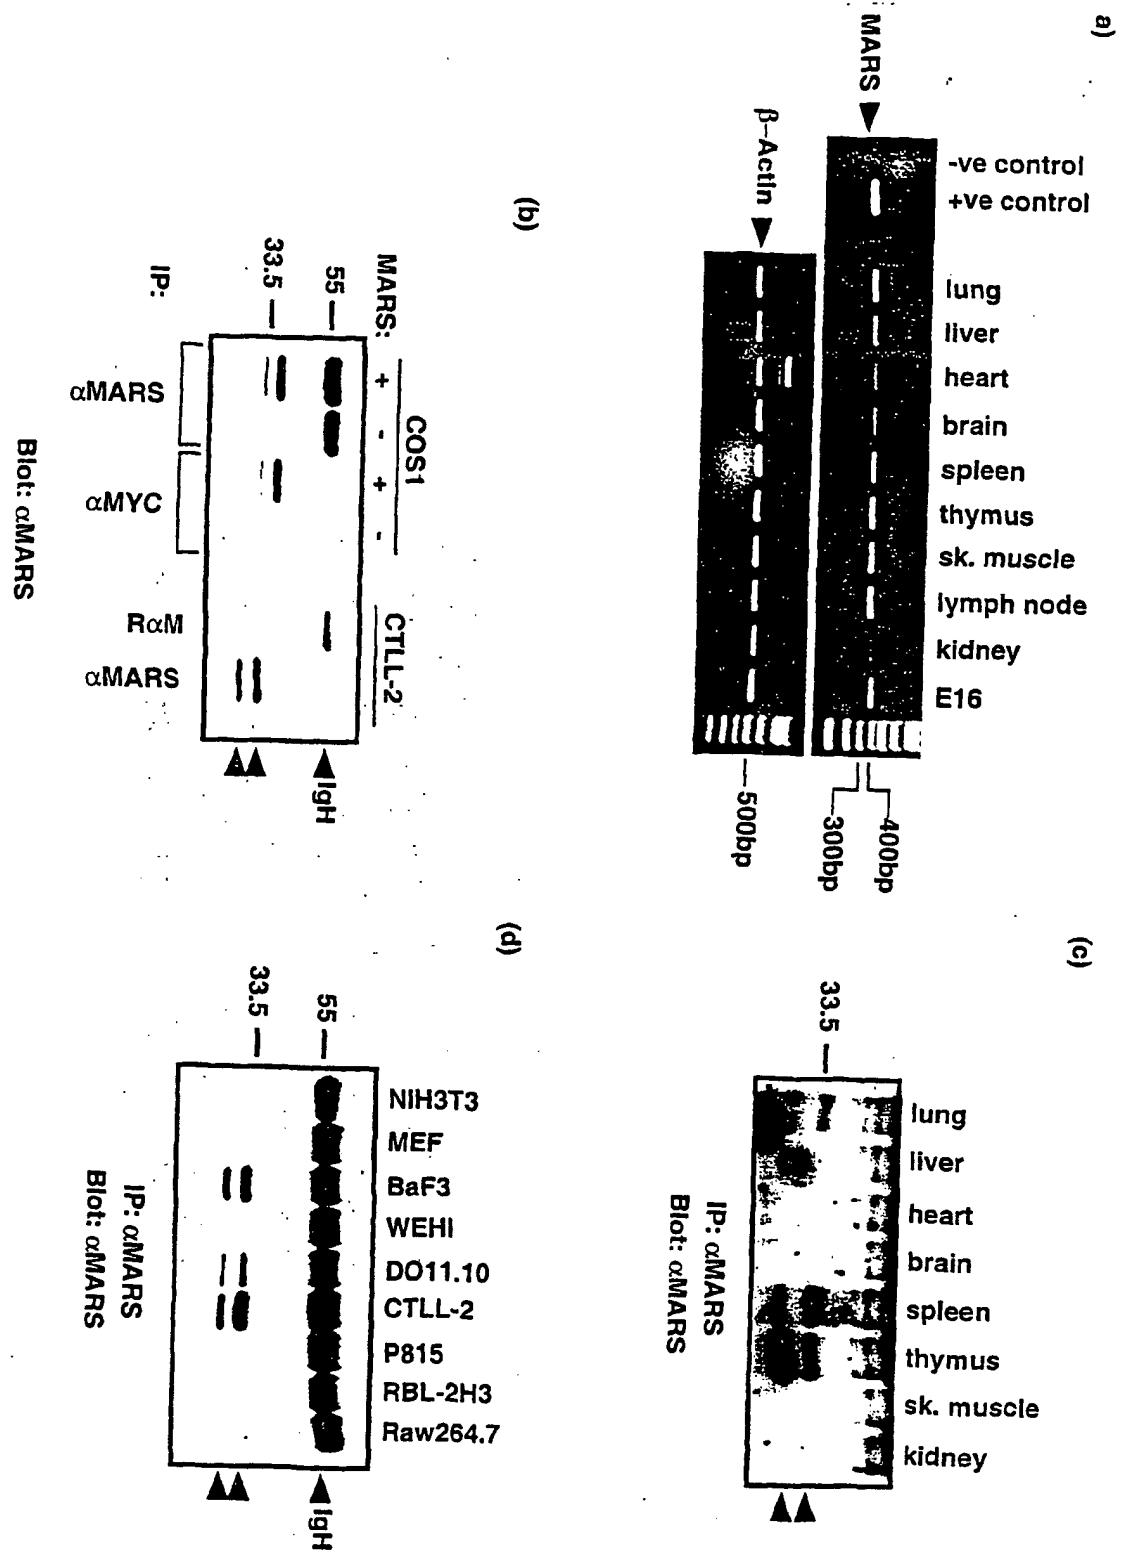 a)
-ve control
+ve control
lung
liver
heart
brain
spleen
thymus
sk. muscle
lymph node
kidney
E16
MARS
β-Actin
400bp
300bp
500bp
(b)
COS1
CTLL-2
MARS: + - + -
55
33.5
IgH
IP:
αMARS
αMYC
RαM
αMARS
Blot: αMARS
(c)
lung
liver
heart
brain
spleen
thymus
sk. muscle
kidney
33.5
IP: αMARS
Blot: αMARS
(d)
NIH3T3
MEF
BaF3
WEHI
DO11.10
CTLL-2
P815
RBL-2H3
Raw264.7
55
33.5
IgH
IP: αMARS
Blot: αMARS